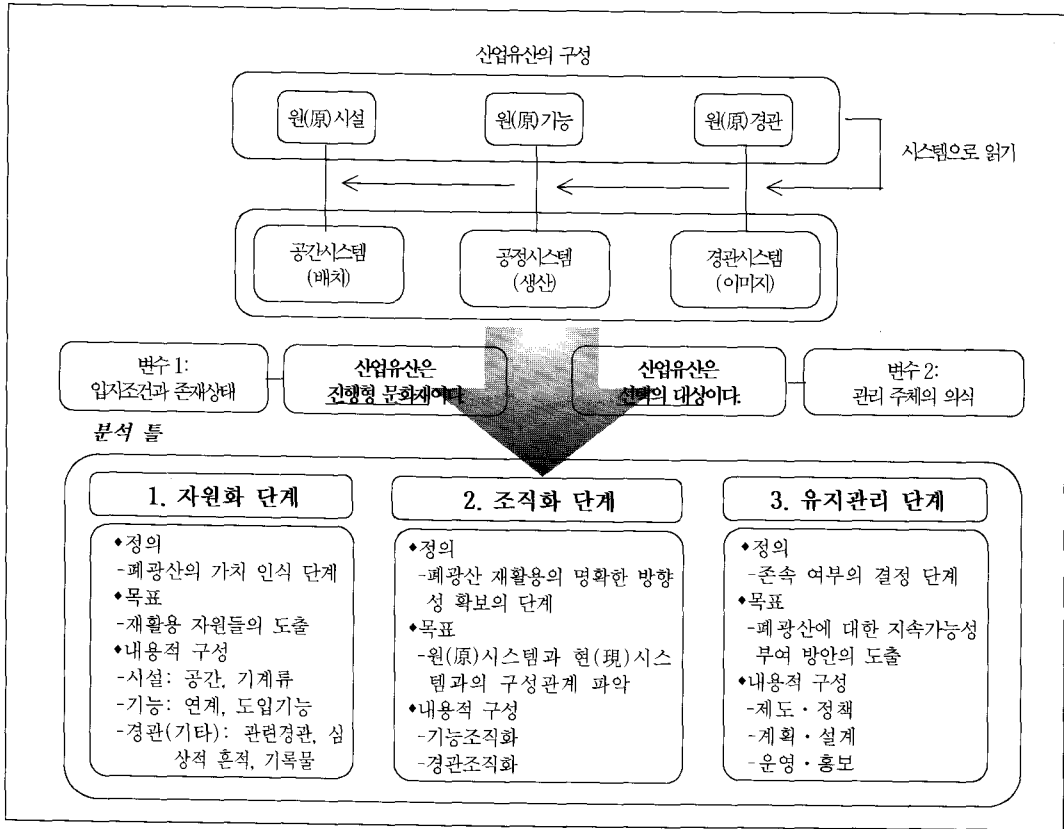 산업유산의 구성
원(原)시설
원(原)기능
원(原)경관
시스템으로 읽기
공간시스템
(배치)
공정시스템
(생산)
경관시스템
(이미지)
변수 1:
입지조건과 존재상태
산업유산은
진행형 문화재이다.
산업유산은
선택의 대상이다.
변수 2:
관리 주체의 의식
분석 틀
1. 자원화 단계
◆정의
-폐광산의 가치 인식 단계
◆목표
-재활용 자원들의 도출
◆내용적 구성
-시설: 공간, 기계류
-기능: 연계, 도입기능
-경관(기타): 관련경관, 심
상적 흔적, 기록물
2. 조직화 단계
◆정의
-폐광산 재활용의 명확한 방향
성 확보의 단계
◆목표
-원(原)시스템과 현(現)시스
템과의 구성관계 파악
◆내용적 구성
-기능조직화
-경관조직화
3. 유지관리 단계
◆정의
-존속 여부의 결정 단계
◆목표
-폐광산에 대한 지속가능성
부여 방안의 도출
◆내용적 구성
-제도・정책
-계획・설계
-운영・홍보